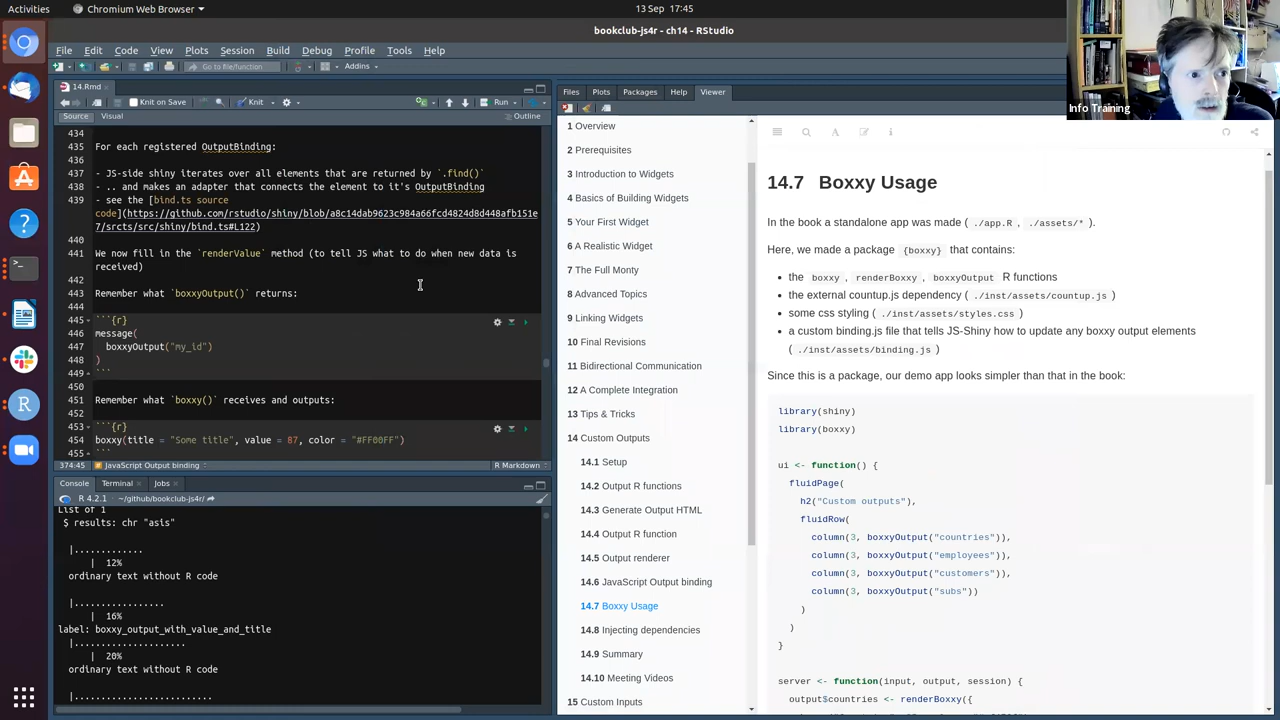 Activities
Chromium Web Browser
13 Sep 17:45
bookclub-js4r - ch14 - RStudio
File Edit Code View Plots Session Build Debug Profile Tools Help
Go to file/function
Addins
14.Rmd
Knit on Save
Knit
Run
Source
Visual
Outline
434
435 For each registered OutputBinding:
436
437 - JS-side shiny iterates over all elements that are returned by `.find()`
438 - .. and makes an adapter that connects the element to it's OutputBinding
439 - see the [bind.ts source
code](https://github.com/rstudio/shiny/blob/a8c14dab9623c984a66fcd4824d8d448afb151e
7/srcts/src/shiny/bind.ts#L122)
440
441 We now fill in the `renderValue` method (to tell JS what to do when new data is
received)
442
443 Remember what `boxxyOutput()` returns:
444
445 ```{r}
446 message(
447 boxxyOutput("my_id")
448 )
449 ```
450
451 Remember what `boxxy()` receives and outputs:
452
453 ```{r}
454 boxxy(title = "Some title", value = 87, color = "#FF00FF")
455 ```
374:45
JavaScript Output binding
R Markdown
Console
Terminal
Jobs
R 4.2.1 · ~/github/bookclub-js4r/
List of 1
$ results: chr "asis"
|.............
| 12%
ordinary text without R code
|.................
| 16%
label: boxxy_output_with_value_and_title
|.....................
| 20%
ordinary text without R code
|.........................
Files Plots Packages Help Viewer
1 Overview
2 Prerequisites
3 Introduction to Widgets
4 Basics of Building Widgets
5 Your First Widget
6 A Realistic Widget
7 The Full Monty
8 Advanced Topics
9 Linking Widgets
10 Final Revisions
11 Bidirectional Communication
12 A Complete Integration
13 Tips & Tricks
14 Custom Outputs
14.1 Setup
14.2 Output R functions
14.3 Generate Output HTML
14.4 Output R function
14.5 Output renderer
14.6 JavaScript Output binding
14.7 Boxxy Usage
14.8 Injecting dependencies
14.9 Summary
14.10 Meeting Videos
15 Custom Inputs
14.7 Boxxy Usage
In the book a standalone app was made ( ./app.R , ./assets/* ).
Here, we made a package {boxxy} that contains:
• the boxxy , renderBoxxy , boxxyOutput R functions
• the external countup.js dependency ( ./inst/assets/countup.js )
• some css styling ( ./inst/assets/styles.css )
• a custom binding.js file that tells JS-Shiny how to update any boxxy output elements
( ./inst/assets/binding.js )
Since this is a package, our demo app looks simpler than that in the book:
library(shiny)
library(boxxy)
ui <- function() {
fluidPage(
h2("Custom outputs"),
fluidRow(
column(3, boxxyOutput("countries")),
column(3, boxxyOutput("employees")),
column(3, boxxyOutput("customers")),
column(3, boxxyOutput("subs"))
)
)
}
server <- function(input, output, session) {
output$countries <- renderBoxxy({
Info Training